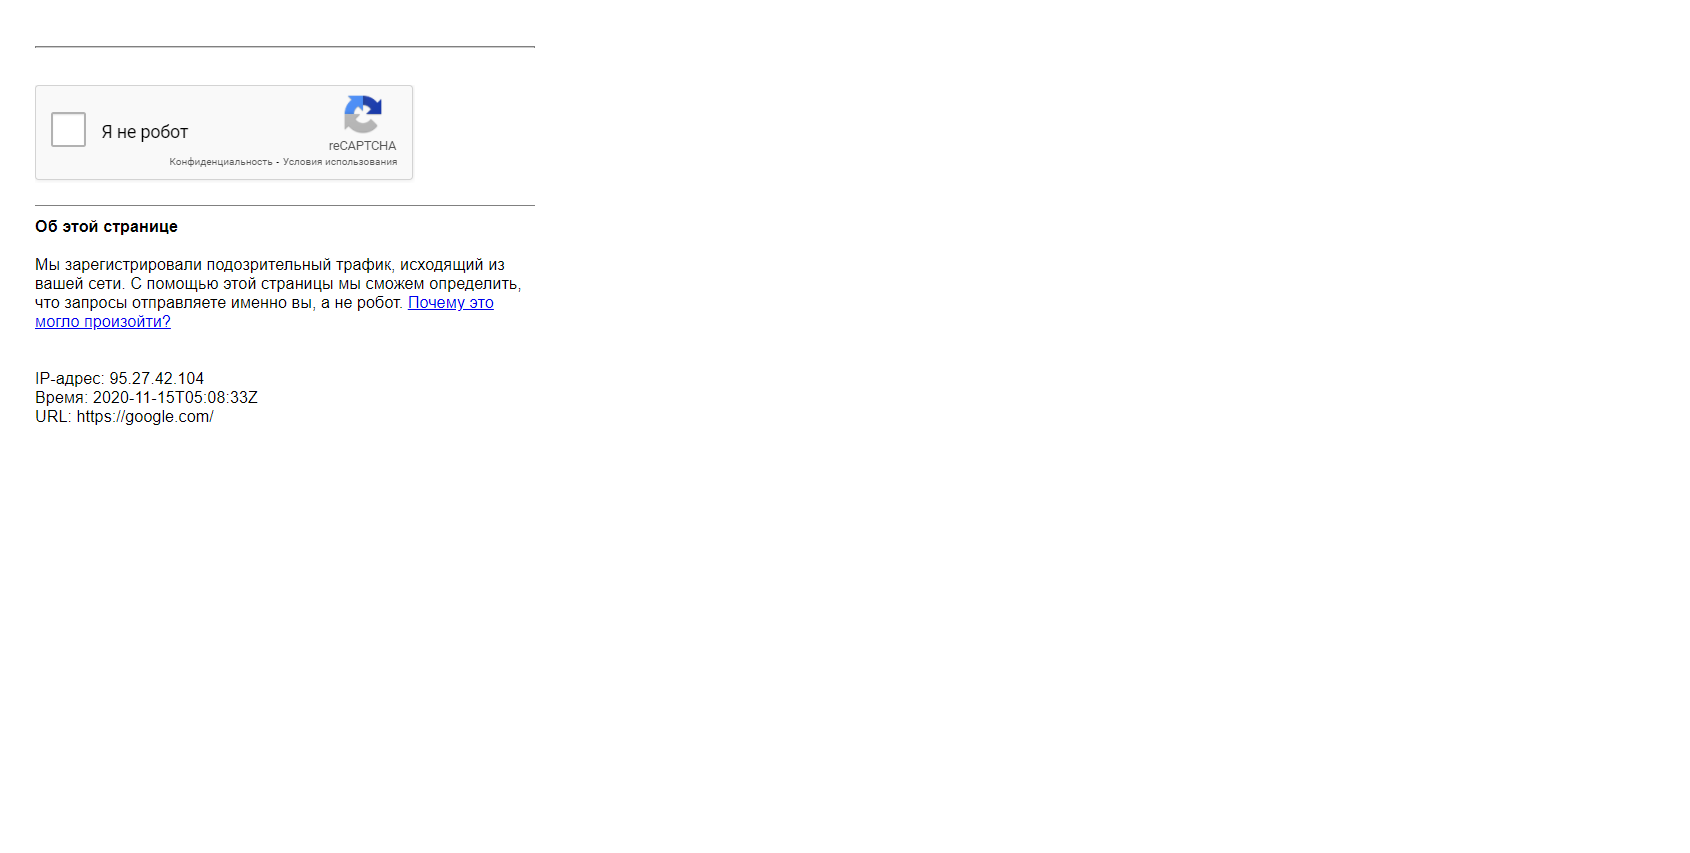 Я не робот
reCAPTCHA
Конфиденциальность - Условия использования
Об этой странице
Мы зарегистрировали подозрительный трафик, исходящий из
вашей сети. С помощью этой страницы мы сможем определить,
что запросы отправляете именно вы, а не робот. Почему это
могло произойти?
IP-адрес: 95.27.42.104
Время: 2020-11-15T05:08:33Z
URL: https://google.com/